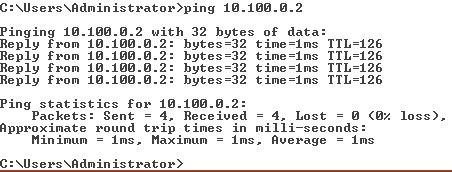 C:\Users\Administrator>ping 10.100.0.2
Pinging 10.100.0.2 with 32 bytes of data:
Reply from 10.100.0.2: bytes=32 time=1ms TTL=126
Reply from 10.100.0.2: bytes=32 time=1ms TTL=126
Reply from 10.100.0.2: bytes=32 time=1ms TTL=126
Reply from 10.100.0.2: bytes=32 time=1ms TTL=126
Ping statistics for 10.100.0.2:
Packets: Sent = 4, Received = 4, Lost = 0 (0% loss),
Approximate round trip times in milli-seconds:
Minimum = 1ms, Maximum = 1ms, Average = 1ms
C:\Users\Administrator>